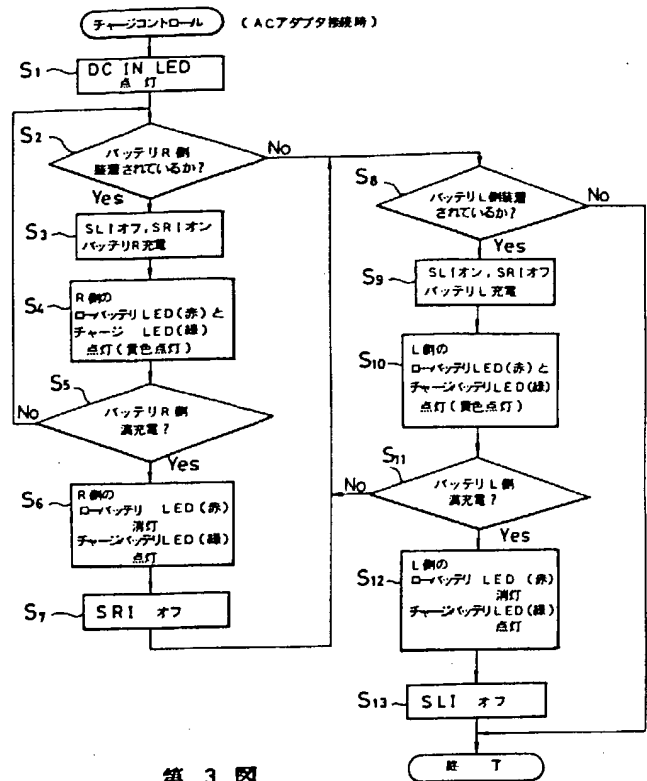 チャージコントロール
(ACアダプタ接続時)
S1
DC IN LED
点 灯
S2
バッテリR側
装着されているか?
No
Yes
S3
SLIオフ,SRIオン
バッテリR充電
S4
R側の
ローバッテリLED(赤)と
チャージ LED(緑)
点灯(黄色点灯)
S5
バッテリR側
満充電?
No
Yes
S6
R側の
ローバッテリ LED(赤)
消灯
チャージバッテリLED(緑)
点灯
S7
SRI オフ
S8
バッテリL側装着
されているか?
No
Yes
S9
SLIオン,SRIオフ
バッテリL充電
S10
L側の
ローバッテリLED(赤)と
チャージバッテリLED(緑)
点灯(黄色点灯)
S11
バッテリL側
満充電?
No
Yes
S12
L側の
ローバッテリ LED(赤)
消灯
チャージバッテリLED(緑)
点灯
S13
SLI オフ
終 了
第 3 図